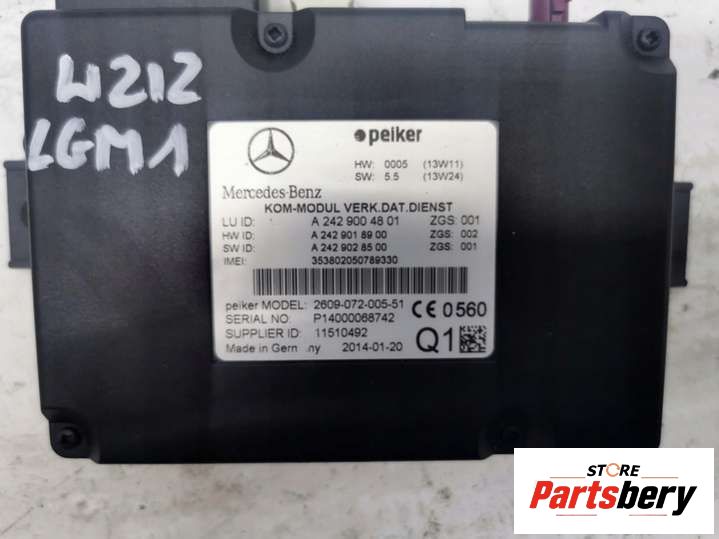 W212
LGM1
peiker
HW: 0005 (13W11)
SW: 5.5 (13W24)
Mercedes-Benz
KOM-MODUL VERK.DAT.DIENST
LU ID: A 242 900 48 01 ZGS: 001
HW ID: A 242 901 89 00 ZGS: 002
SW ID: A 242 902 85 00 ZGS: 001
IMEI: 353802050789330
peiker MODEL: 2609-072-005-51
SERIAL NO: P14000068742
CE 0560
SUPPLIER ID: 11510492
Made in Germ ny 2014-01-20
Q1
STORE
Partsbery